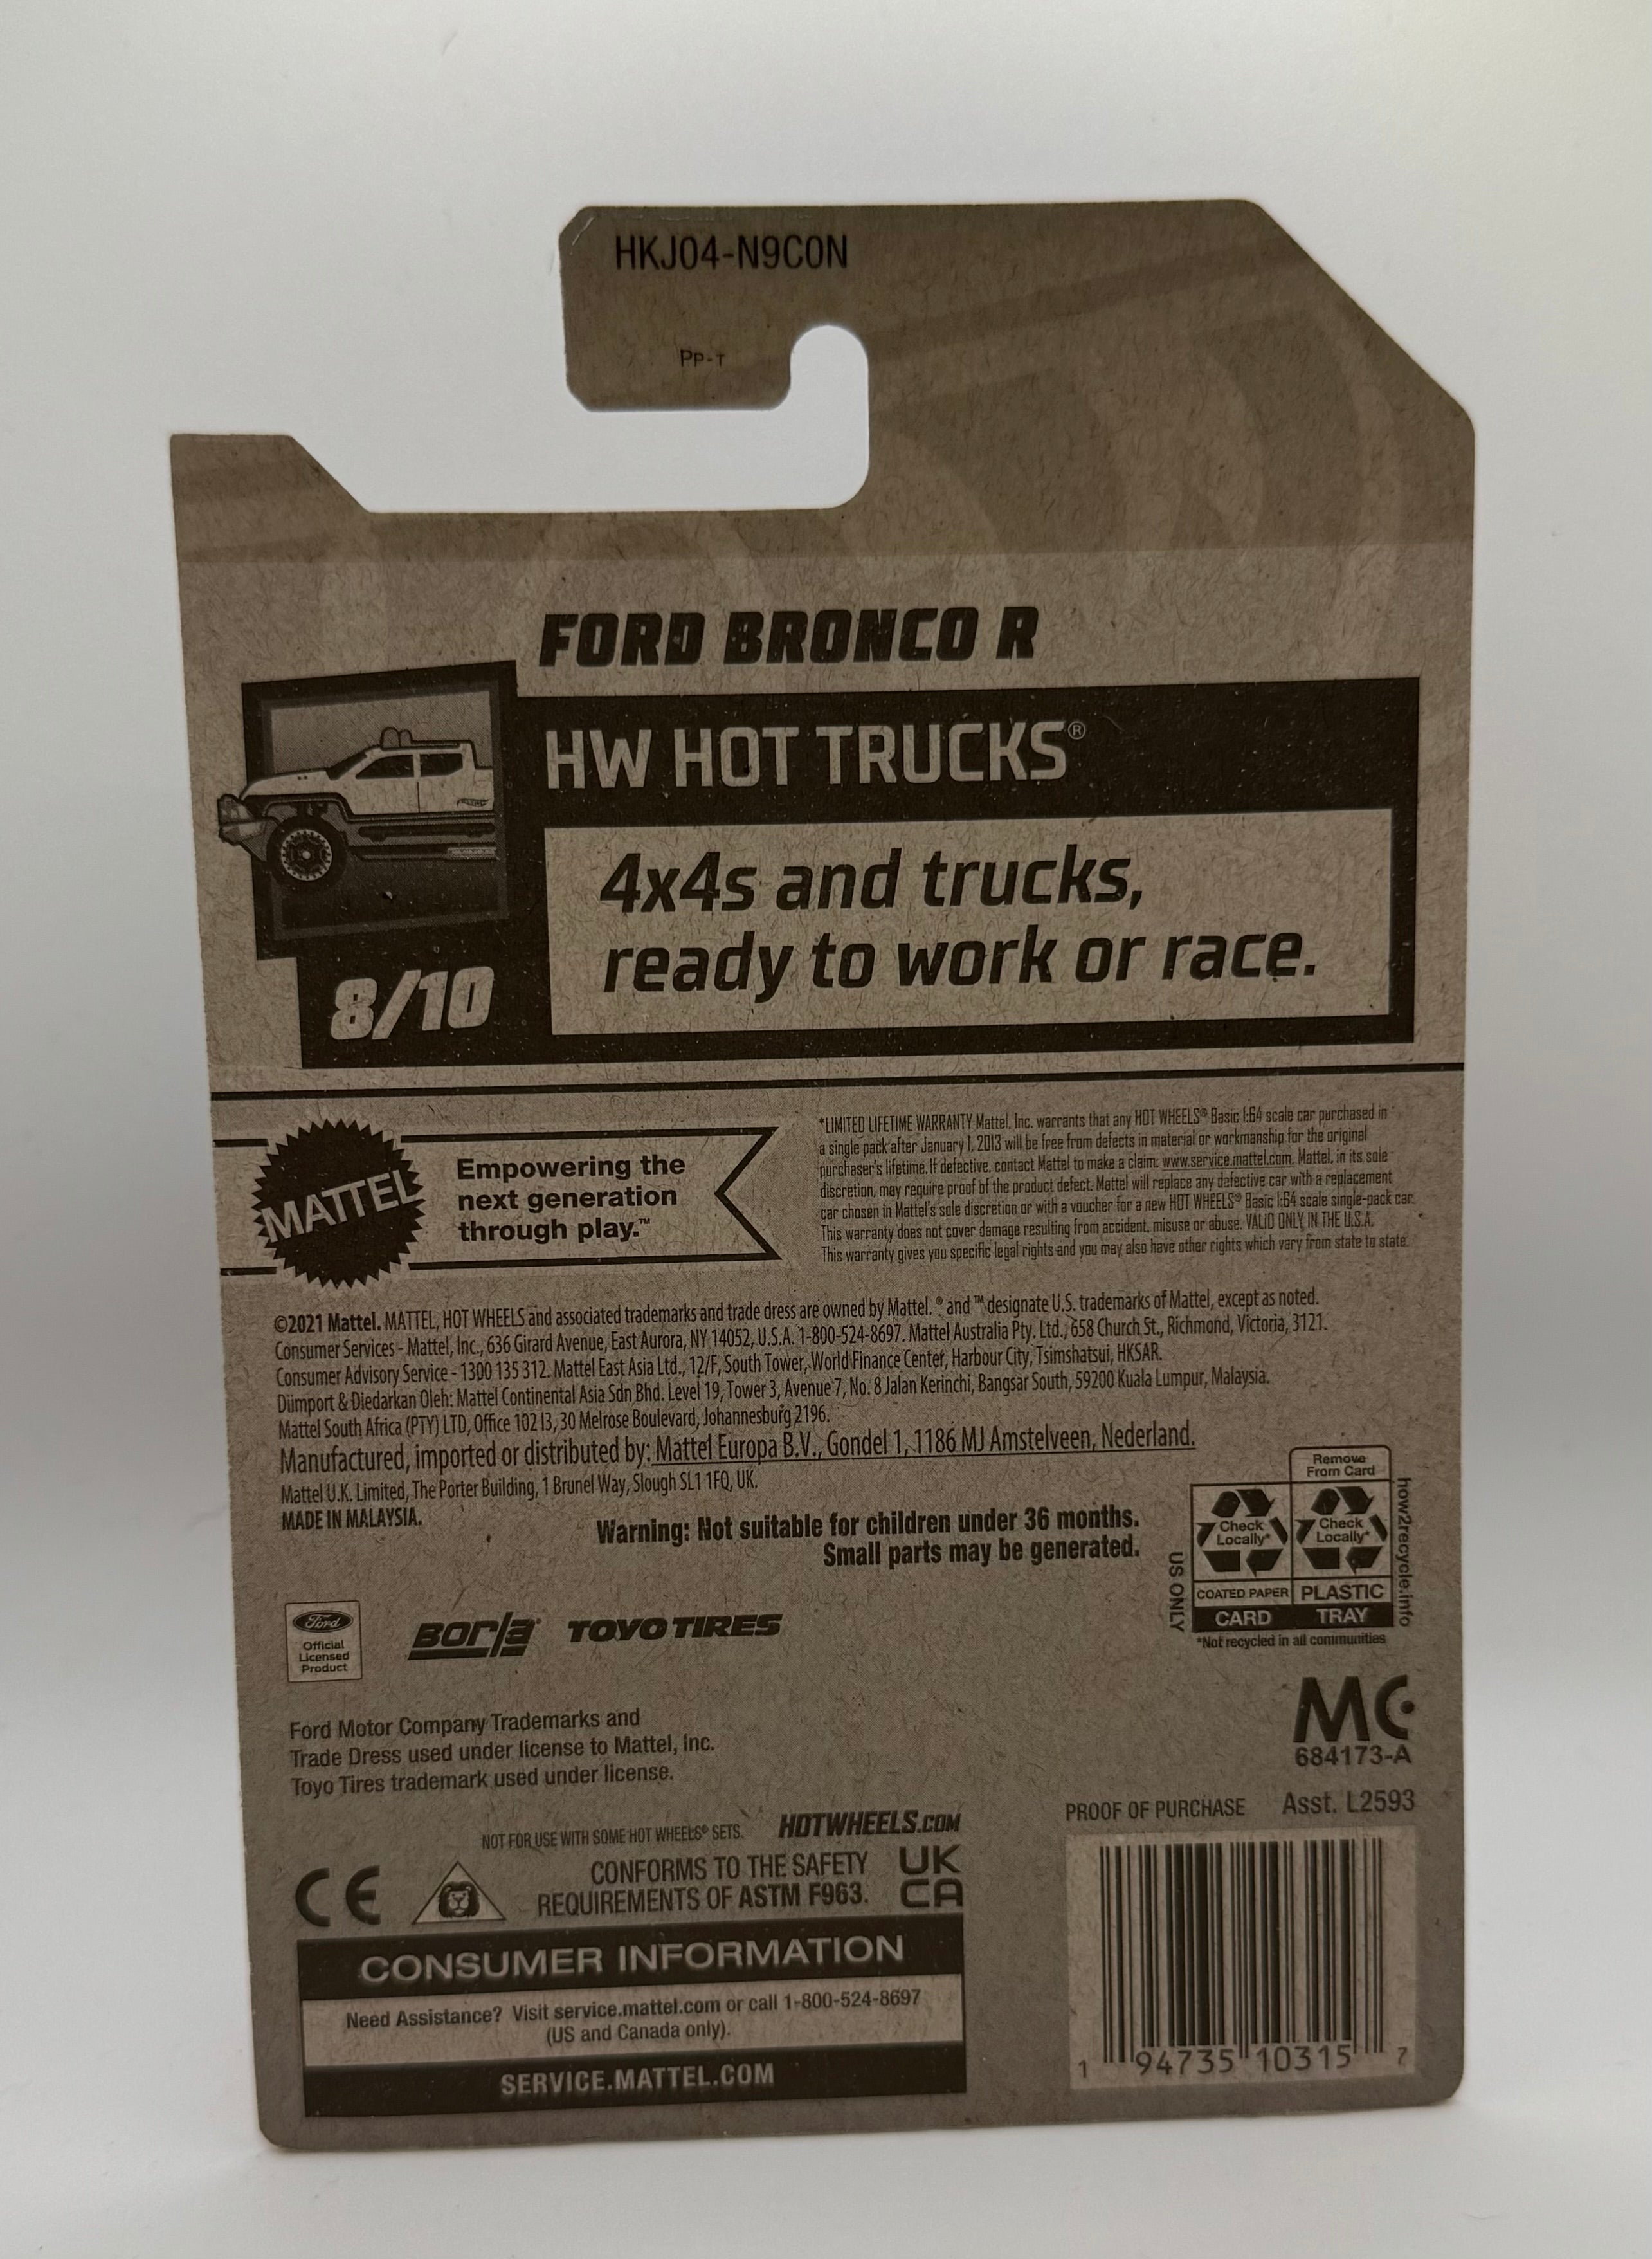 HKJ04-N9C0N
PP-T
FORD BRONCO R
HW HOT TRUCKS®
4x4s and trucks,
ready to work or race.
8/10
MATTEL
Empowering the
next generation
through play.™
*LIMITED LIFETIME WARRANTY Mattel, Inc. warrants that any HOT WHEELS® Basic 1:64 scale car purchased in
a single pack after January 1, 2013 will be free from defects in material or workmanship for the original
purchaser's lifetime. If defective, contact Mattel to make a claim: www.service.mattel.com. Mattel, in its sole
discretion, may require proof of the product defect. Mattel will replace any defective car with a replacement
car chosen in Mattel's sole discretion or with a voucher for a new HOT WHEELS® Basic 1:64 scale single-pack car.
This warranty does not cover damage resulting from accident, misuse or abuse. VALID ONLY IN THE U.S.A.
This warranty gives you specific legal rights and you may also have other rights which vary from state to state.
©2021 Mattel. MATTEL, HOT WHEELS and associated trademarks and trade dress are owned by Mattel. ® and ™ designate U.S. trademarks of Mattel, except as noted.
Consumer Services - Mattel, Inc., 636 Girard Avenue, East Aurora, NY 14052, U.S.A. 1-800-524-8697. Mattel Australia Pty. Ltd., 658 Church St., Richmond, Victoria, 3121.
Consumer Advisory Service - 1300 135 312. Mattel East Asia Ltd., 12/F, South Tower, World Finance Center, Harbour City, Tsimshatsui, HKSAR.
Diimport & Diedarkan Oleh: Mattel Continental Asia Sdn Bhd. Level 19, Tower 3, Avenue 7, No. 8 Jalan Kerinchi, Bangsar South, 59200 Kuala Lumpur, Malaysia.
Mattel South Africa (PTY) LTD, Office 102 I3, 30 Melrose Boulevard, Johannesburg 2196.
Manufactured, imported or distributed by: Mattel Europa B.V., Gondel 1, 1186 MJ Amstelveen, Nederland.
Mattel U.K. Limited, The Porter Building, 1 Brunel Way, Slough SL1 1FQ, UK.
MADE IN MALAYSIA.
Warning: Not suitable for children under 36 months.
Small parts may be generated.
Remove
From Card
Check
Locally*
Check
Locally*
COATED PAPER
PLASTIC
CARD
TRAY
US ONLY
how2recycle.info
*Not recycled in all communities
Ford
Official
Licensed
Product
BORLA®
TOYO TIRES
Ford Motor Company Trademarks and
Trade Dress used under license to Mattel, Inc.
Toyo Tires trademark used under license.
MC
684173-A
PROOF OF PURCHASE
Asst. L2593
NOT FOR USE WITH SOME HOT WHEELS® SETS.
HOTWHEELS.COM
CE
CONFORMS TO THE SAFETY
REQUIREMENTS OF ASTM F963.
UK
CA
CONSUMER INFORMATION
Need Assistance? Visit service.mattel.com or call 1-800-524-8697
(US and Canada only).
SERVICE.MATTEL.COM
1 94735 10315 7